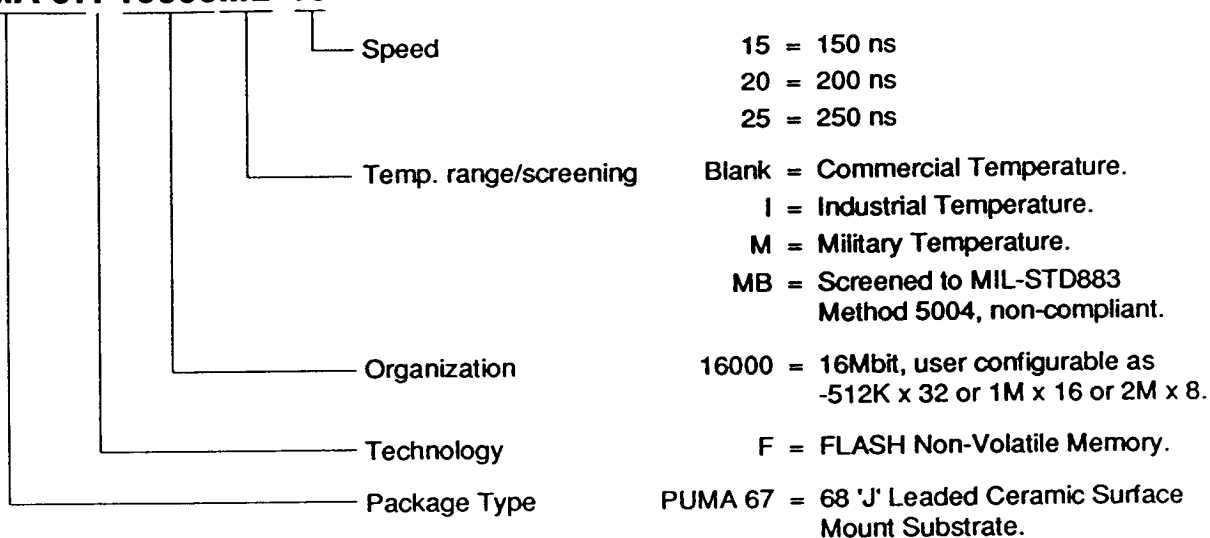 Speed 15 = 150 ns
20 = 200 ns
25 = 250 ns
Temp. range/screening Blank = Commercial Temperature.
I = Industrial Temperature.
M = Military Temperature.
MB = Screened to MIL-STD883
Method 5004, non-compliant.
Organization 16000 = 16Mbit, user configurable as
-512K x 32 or 1M x 16 or 2M x 8.
Technology F = FLASH Non-Volatile Memory.
Package Type PUMA 67 = 68 'J' Leaded Ceramic Surface
Mount Substrate.